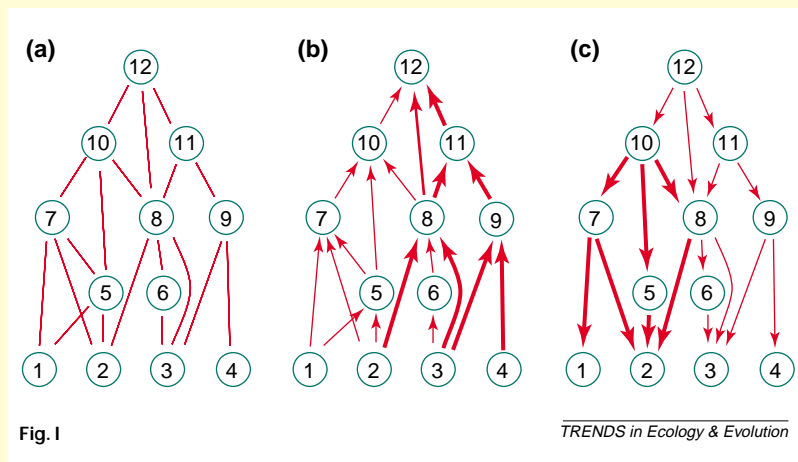 (a) (b) (c)
12 12 12
10 11 10 11 10 11
7 8 9 7 8 9 7 8 9
5 6 5 6 5 6
1 2 3 4 1 2 3 4 1 2 3 4
Fig. I
TRENDS in Ecology & Evolution